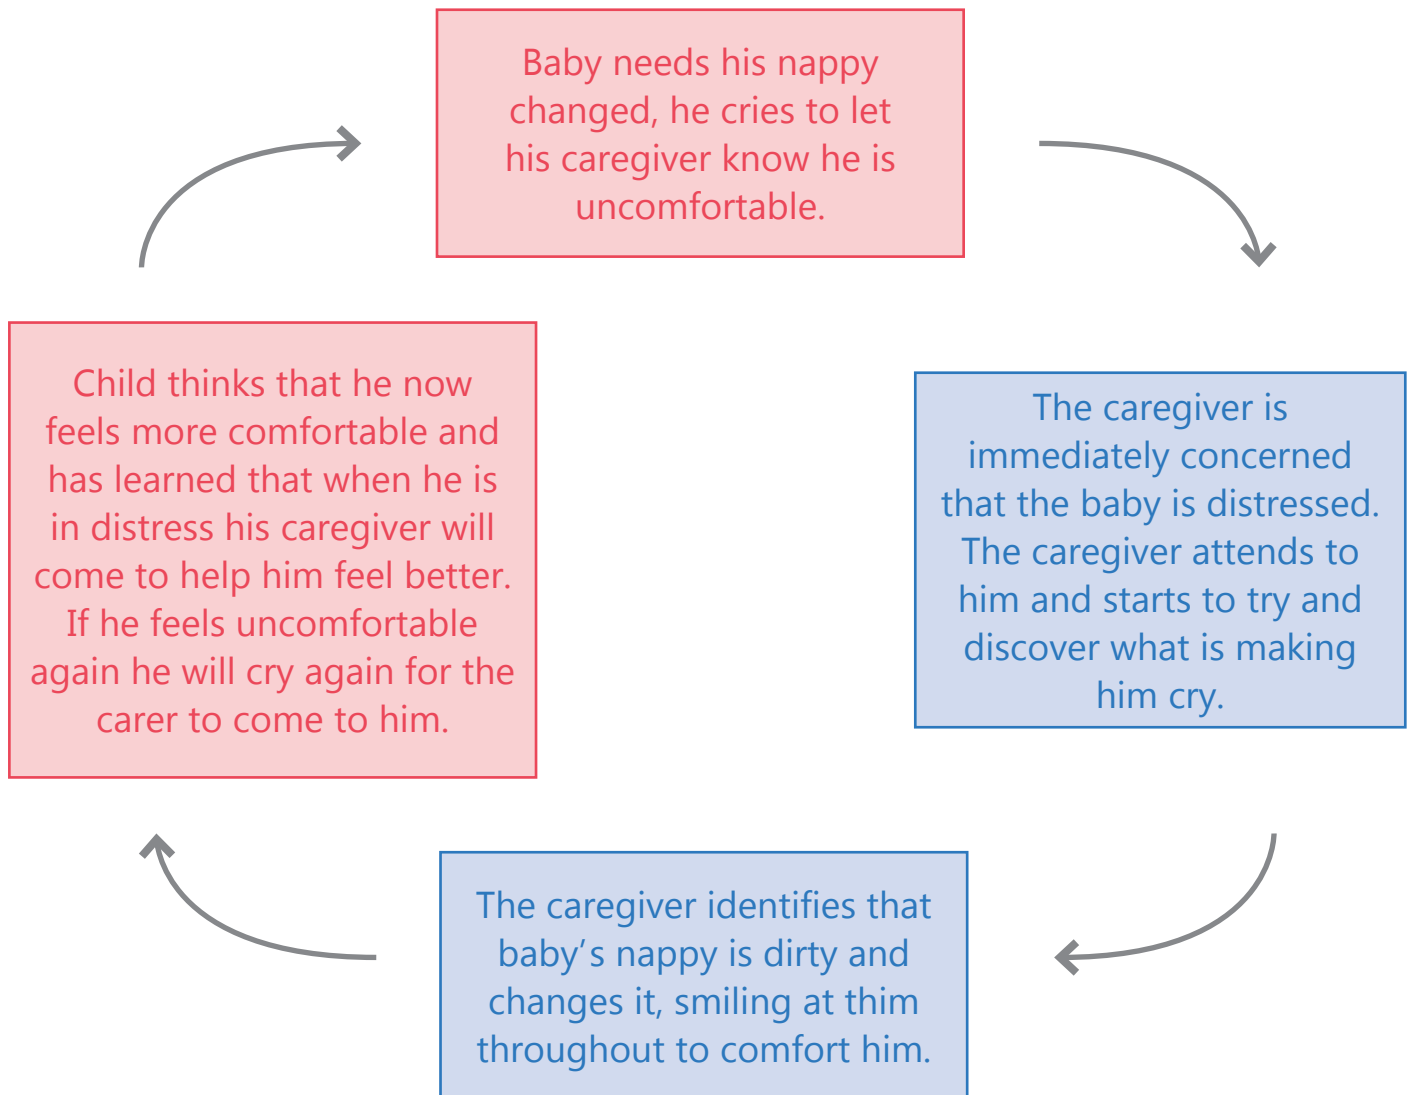 Baby needs his nappy
changed, he cries to let
his caregiver know he is
uncomfortable.
The caregiver is
immediately concerned
that the baby is distressed.
The caregiver attends to
him and starts to try and
discover what is making
him cry.
The caregiver identifies that
baby’s nappy is dirty and
changes it, smiling at thim
throughout to comfort him.
Child thinks that he now
feels more comfortable and
has learned that when he is
in distress his caregiver will
come to help him feel better.
If he feels uncomfortable
again he will cry again for the
carer to come to him.